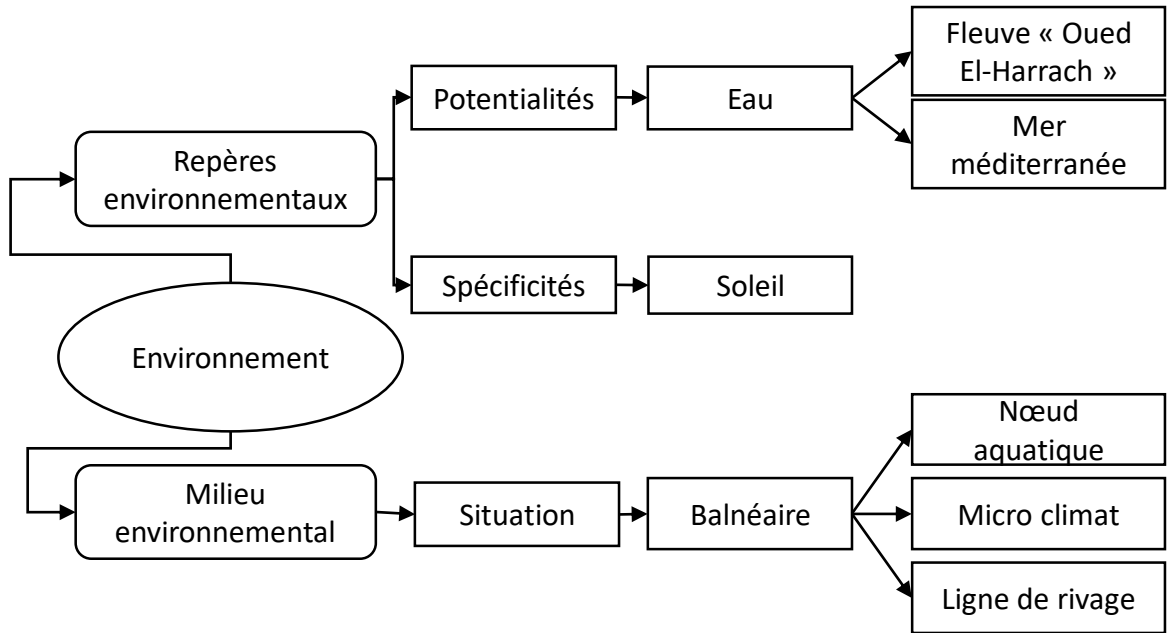 Fleuve « Oued
El-Harrach »
Potentialités
Eau
Mer
méditerranée
Repères
environnementaux
Spécificités
Soleil
Environnement
Nœud
aquatique
Milieu
environnemental
Situation
Balnéaire
Micro climat
Ligne de rivage